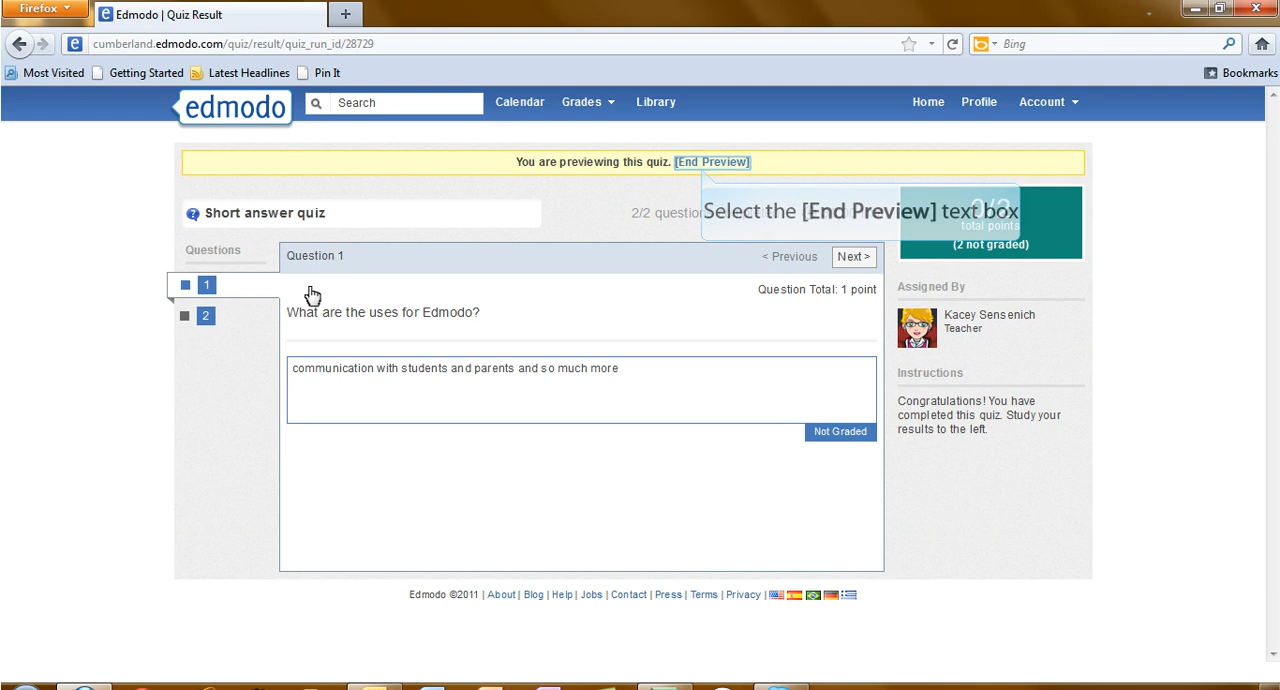 Firefox
Edmodo | Quiz Result
cumberland.edmodo.com/quiz/result/quiz_run_id/28729
Bing
Most Visited
Getting Started
Latest Headlines
Pin It
Bookmarks
edmodo
Search
Calendar
Grades
Library
Home
Profile
Account
You are previewing this quiz. [End Preview]
Select the [End Preview] text box
Short answer quiz
2/2
total points
(2 not graded)
Questions
1
2
Question 1
< Previous
Next >
Question Total: 1 point
What are the uses for Edmodo?
communication with students and parents and so much more
Not Graded
Assigned By
Kacey Sensenich
Teacher
Instructions
Congratulations! You have
completed this quiz. Study your
results to the left.
Edmodo ©2011 | About | Blog | Help | Jobs | Contact | Press | Terms | Privacy |